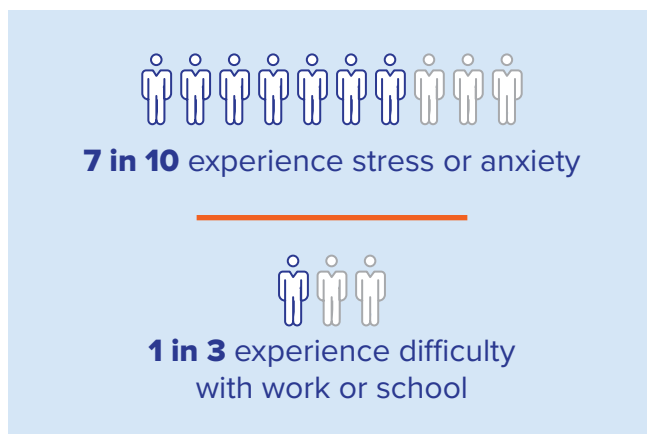 7 in 10 experience stress or anxiety
1 in 3 experience difficulty
with work or school